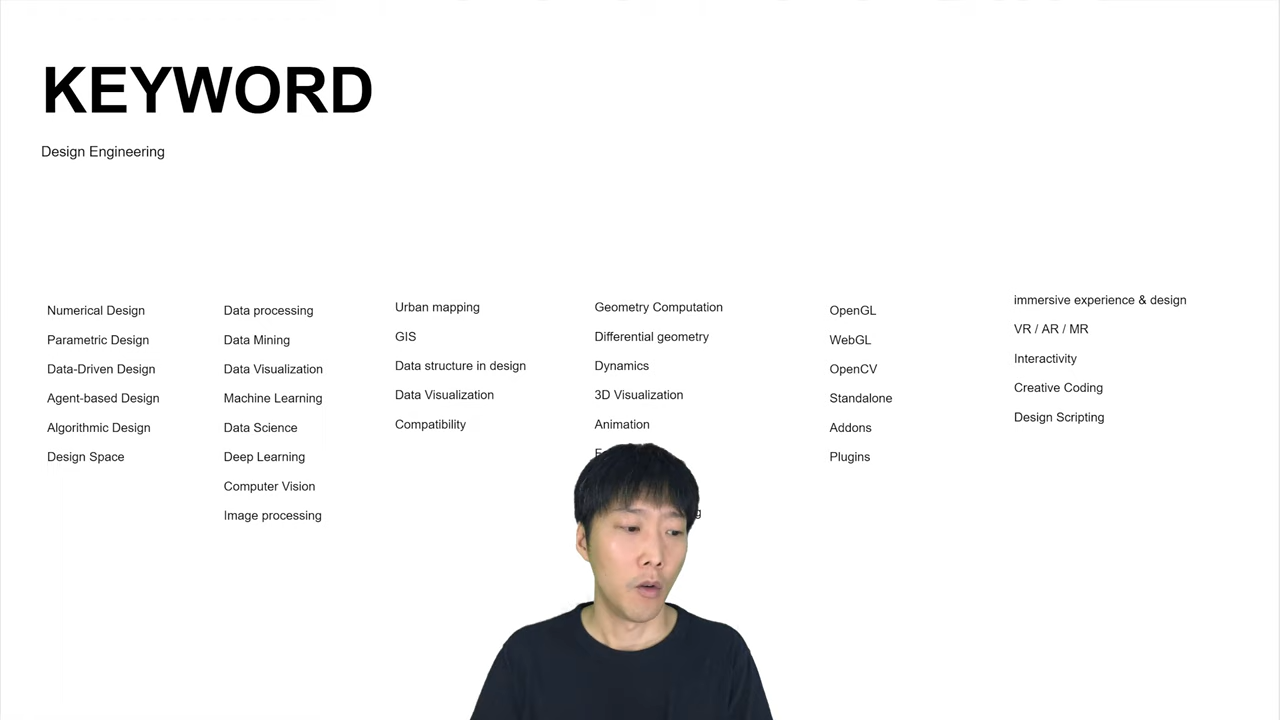 KEYWORD
Design Engineering
Numerical Design
Parametric Design
Data-Driven Design
Agent-based Design
Algorithmic Design
Design Space
Data processing
Data Mining
Data Visualization
Machine Learning
Data Science
Deep Learning
Computer Vision
Image processing
Urban mapping
GIS
Data structure in design
Data Visualization
Compatibility
Geometry Computation
Differential geometry
Dynamics
3D Visualization
Animation
OpenGL
WebGL
OpenCV
Standalone
Addons
Plugins
immersive experience & design
VR / AR / MR
Interactivity
Creative Coding
Design Scripting